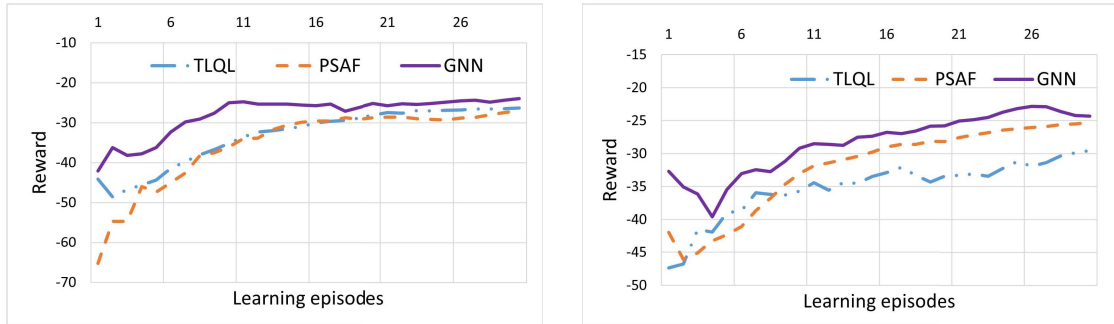 1 6 11 16 21 26
-10
TLQL PSAF GNN
-20
-30
-40
-50
-60
-70
Reward
Learning episodes
1 6 11 16 21 26
-15
TLQL PSAF GNN
-20
-25
-30
-35
-40
-45
-50
Reward
Learning episodes